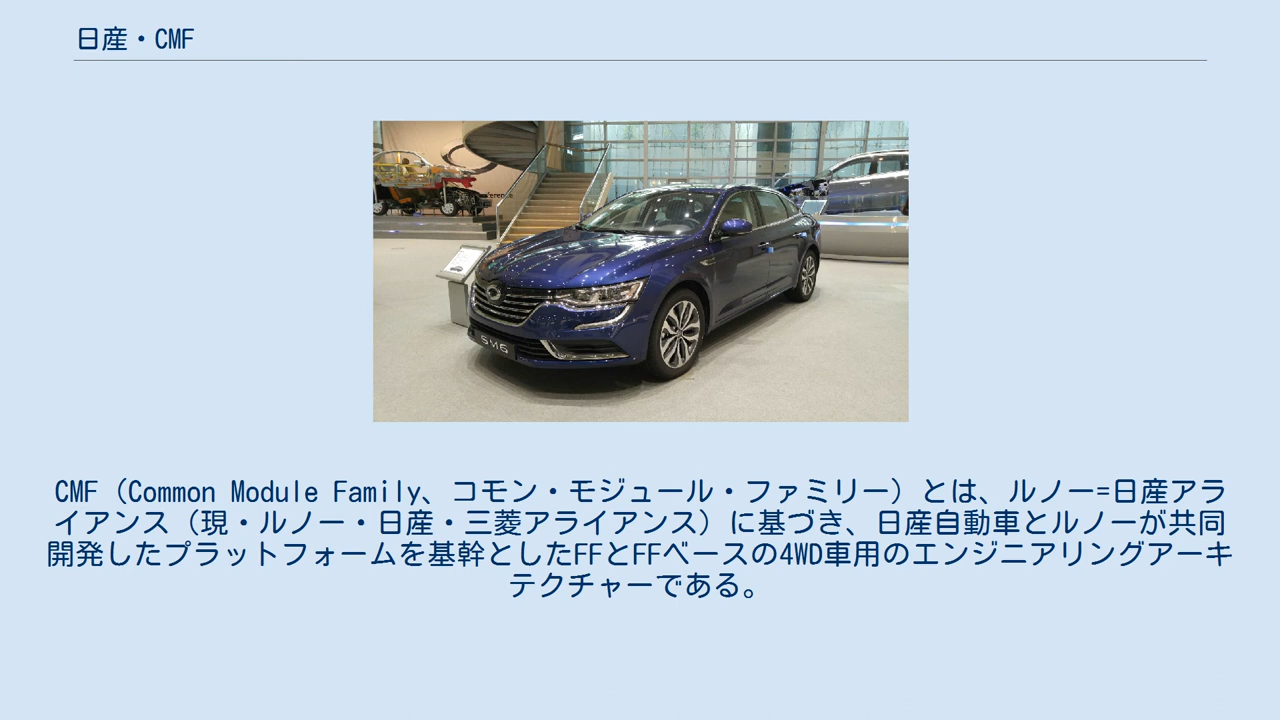 日産・CMF
SM6
CMF（Common Module Family、コモン・モジュール・ファミリー）とは、ルノー=日産アラ
イアンス（現・ルノー・日産・三菱アライアンス）に基づき、日産自動車とルノーが共同
開発したプラットフォームを基幹としたFFとFFベースの4WD車用のエンジニアリングアーキ
テクチャーである。